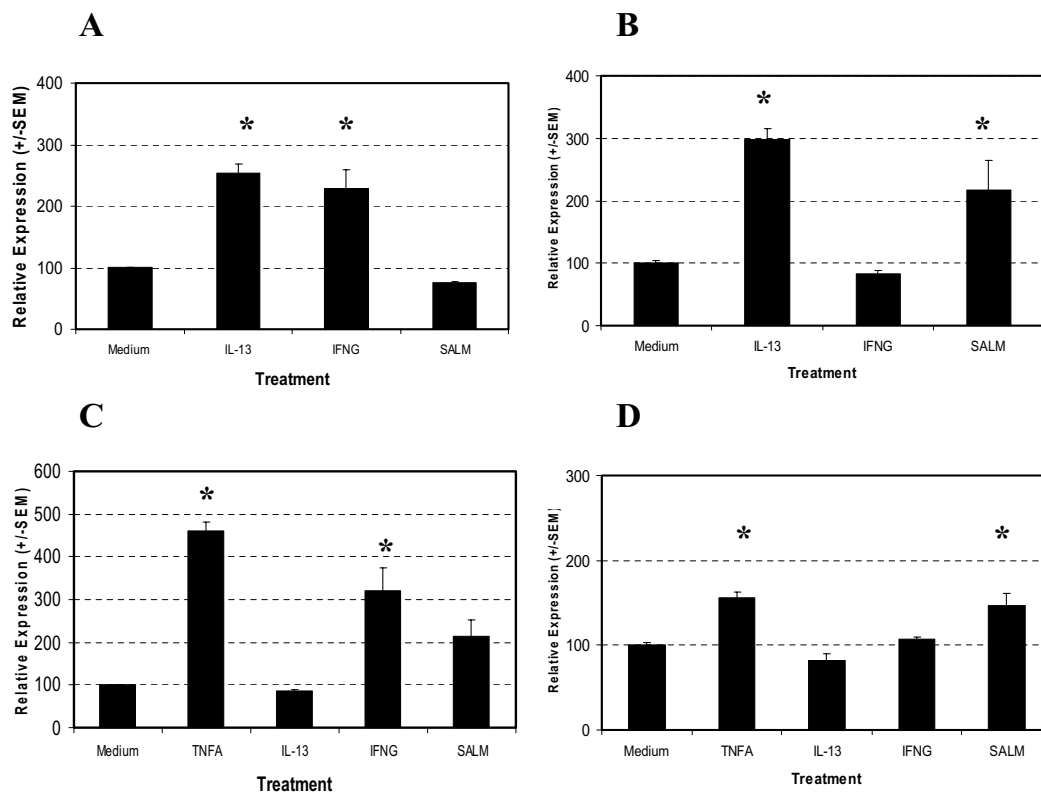 A
Relative Expression (+/-SEM)
400
300
200
100
0
* *
Medium IL-13 IFNG SALM
Treatment
B
Relative Expression (+/-SEM)
400
300
200
100
0
* *
Medium IL-13 IFNG SALM
Treatment
C
Relative Expression (+/-SEM)
600
500
400
300
200
100
0
* *
Medium TNFA IL-13 IFNG SALM
Treatment
D
Relative Expression (+/-SEM)
300
200
100
0
* *
Medium TNFA IL-13 IFNG SALM
Treatment